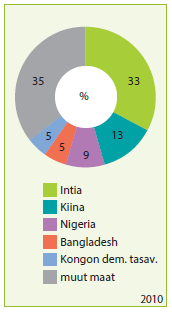 35
33
%
5
13
5
9
Intia
Kiina
Nigeria
Bangladesh
Kongon dem. tasav.
muut maat
2010